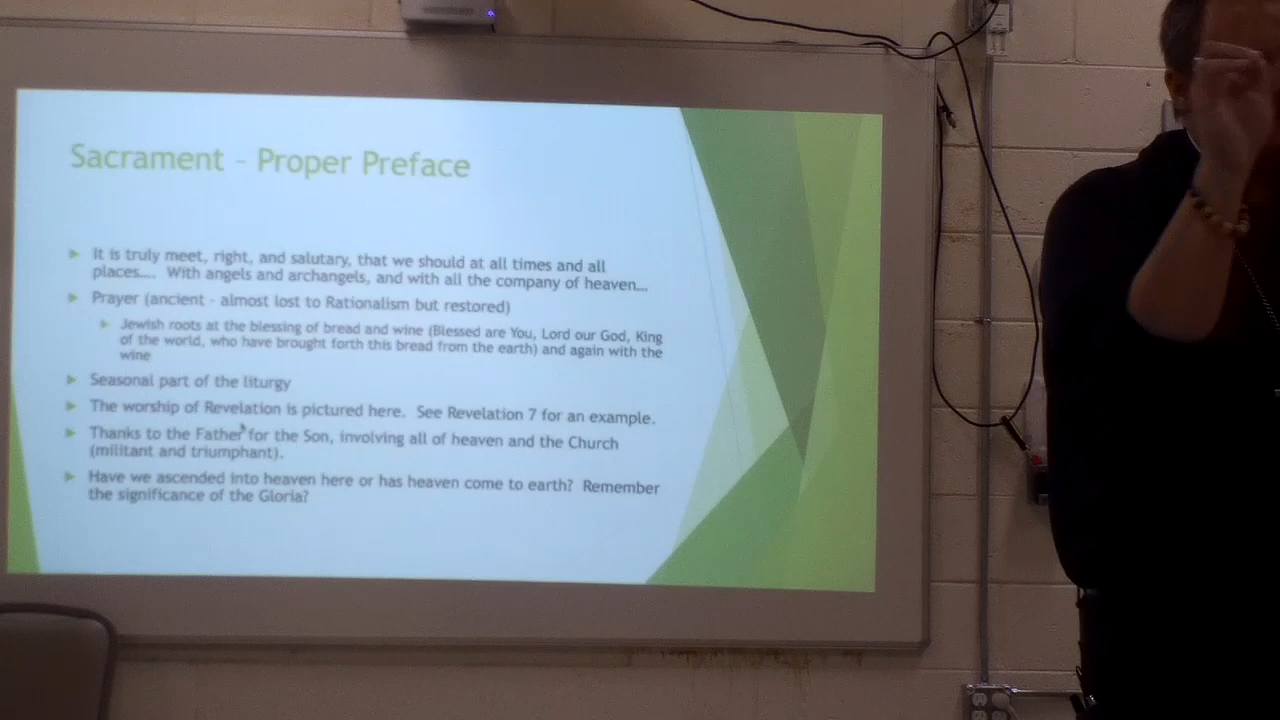 Sacrament – Proper Preface
It is truly meet, right, and salutary, that we should at all times and all
places.... With angels and archangels, and with all the company of heaven...
Prayer (ancient - almost lost to Rationalism but restored)
Jewish roots at the blessing of bread and wine (Blessed are You, Lord our God, King
of the world, who have brought forth this bread from the earth) and again with the
wine
Seasonal part of the liturgy
The worship of Revelation is pictured here. See Revelation 7 for an example.
Thanks to the Father for the Son, involving all of heaven and the Church
(militant and triumphant).
Have we ascended into heaven here or has heaven come to earth? Remember
the significance of the Gloria?